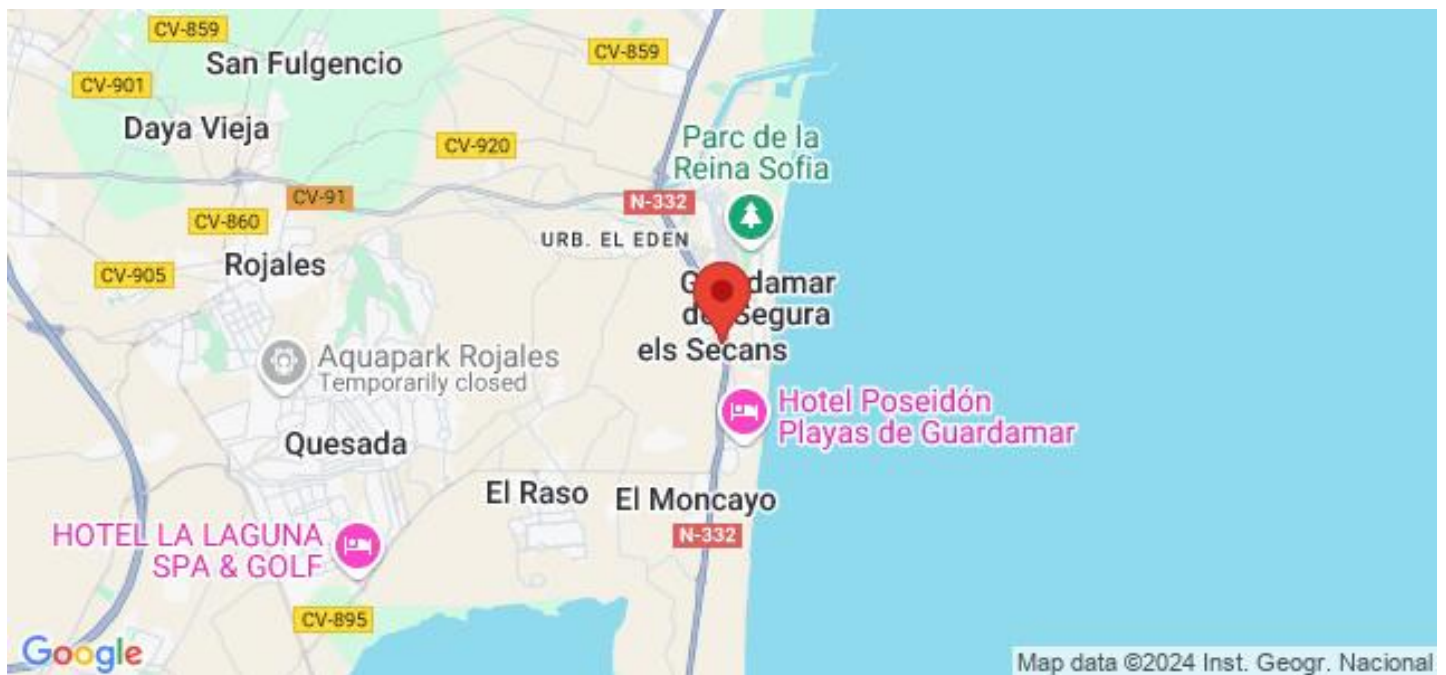 CV-859
San Fulgencio
CV-859
CV-901
Daya Vieja
CV-920
Parc de la
Reina Sofia
CV-91
N-332
CV-860
URB. EL EDEN
Rojales
CV-905
Guardamar
del Segura
els Secans
Aquapark Rojales
Temporarily closed
Hotel Poseidón
Playas de Guardamar
Quesada
El Raso
El Moncayo
HOTEL LA LAGUNA
SPA & GOLF
N-332
CV-895
Google
Map data ©2024 Inst. Geogr. Nacional